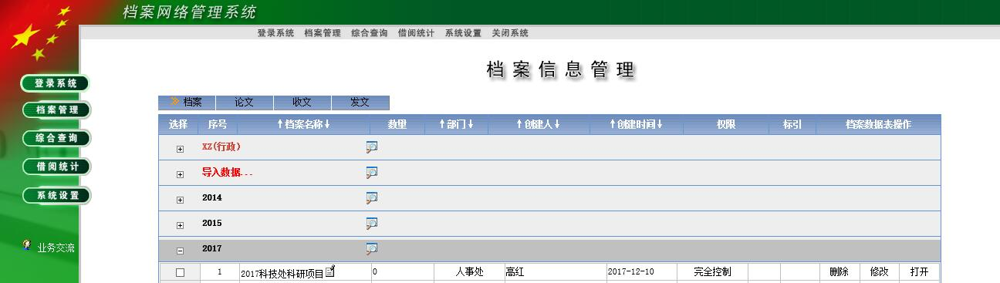 档案网络管理系统
登录系统 档案管理 综合查询 借阅统计 系统设置 关闭系统
档案信息管理
登录系统
档案管理
综合查询
借阅统计
系统设置
业务交流
档案 论文 收文 发文
选择 序号 ↑档案名称↓ 数量 ↑部门↓ ↑创建人↓ ↑创建时间↓ 权限 标引 档案数据表操作
XZ(行政)
导入数据...
2014
2015
2017
1 2017科技处科研项目 0 人事处 高红 2017-12-10 完全控制 删除 修改 打开